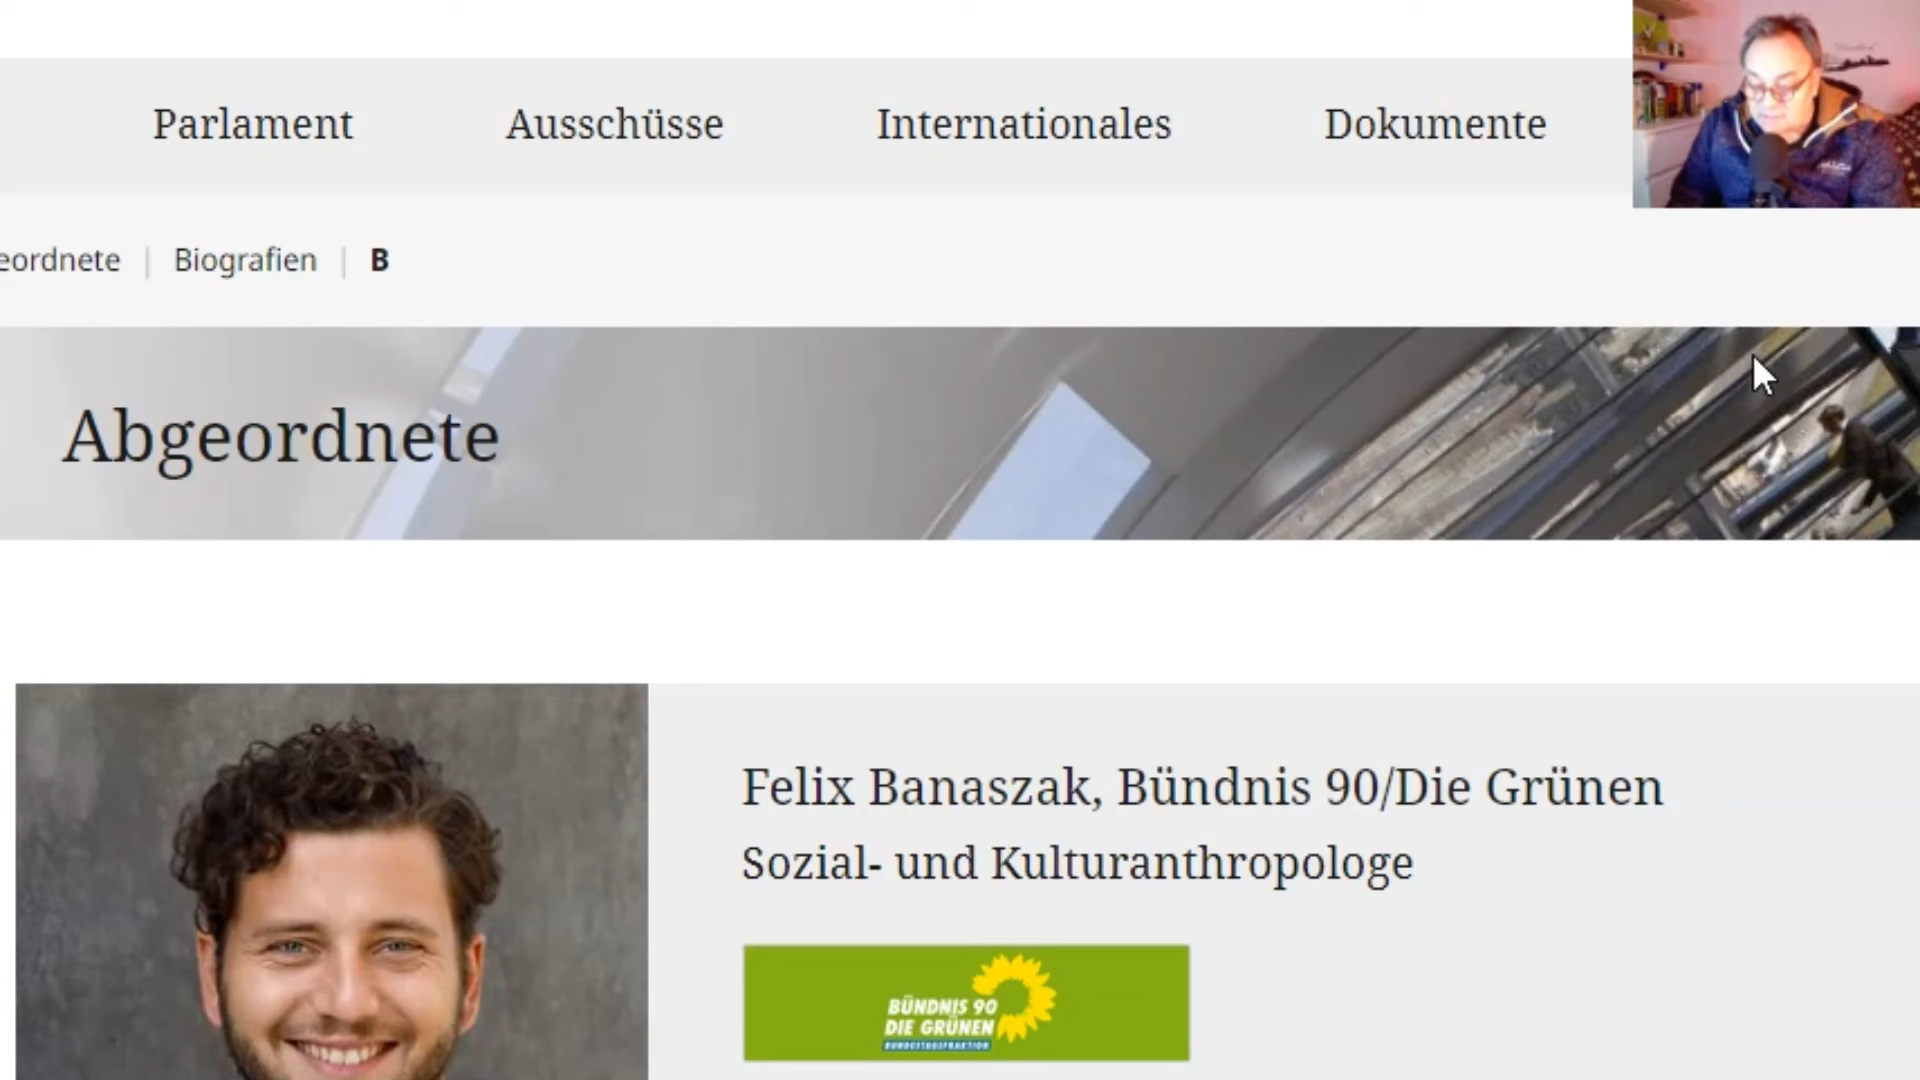 Parlament Ausschüsse Internationales Dokumente
eordnete | Biografien | B
Abgeordnete
Felix Banaszak, Bündnis 90/Die Grünen
Sozial- und Kulturanthropologe
BÜNDNIS 90
DIE GRÜNEN
BUNDESTAGSFRAKTION